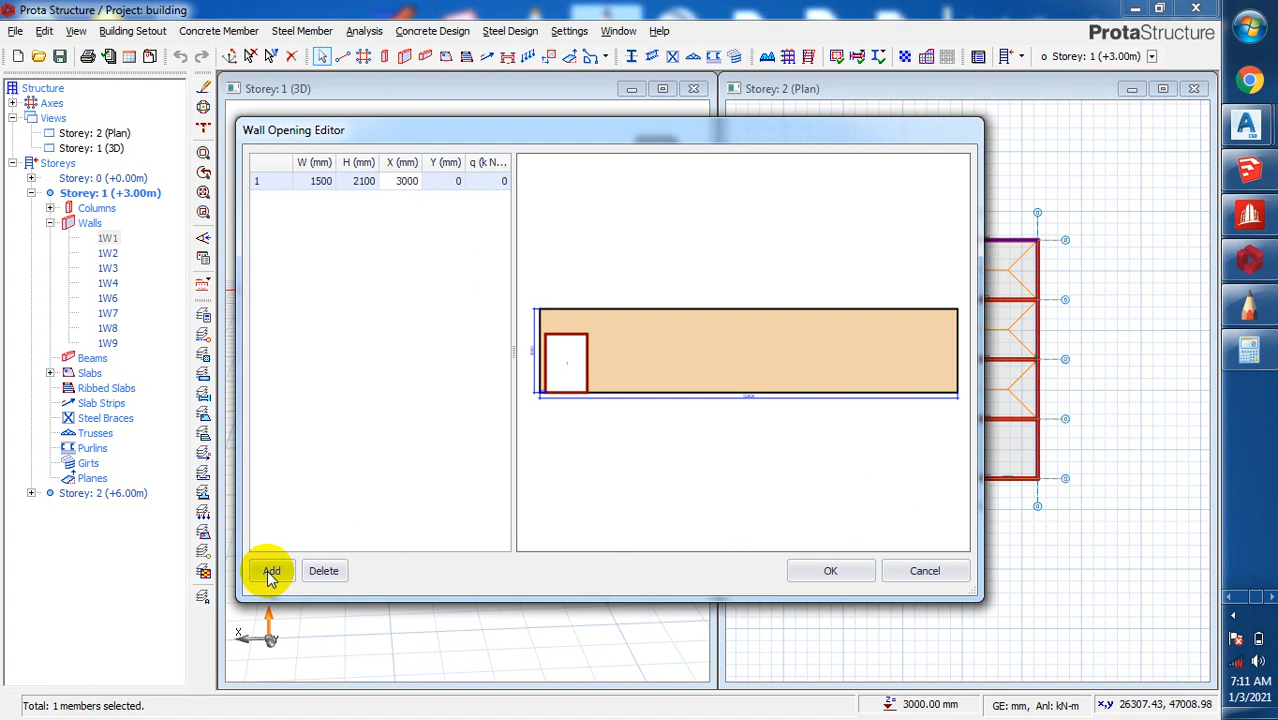 Prota Structure / Project: building
File Edit View Building Setout Concrete Member Steel Member Analysis Concrete Design Steel Design Settings Window Help
ProtaStructure
Storey: 1 (+3.00m)
Structure
Axes
Views
Storey: 2 (Plan)
Storey: 1 (3D)
Storeys
Storey: 0 (+0.00m)
Storey: 1 (+3.00m)
Columns
Walls
1W1
1W2
1W3
1W4
1W6
1W7
1W8
1W9
Beams
Slabs
Ribbed Slabs
Slab Strips
Steel Braces
Trusses
Purlins
Girts
Planes
Storey: 2 (+6.00m)
Storey: 1 (3D)
Storey: 2 (Plan)
Wall Opening Editor
W (mm) H (mm) X (mm) Y (mm) q (k N...
1 1500 2100 3000 0 0
Add Delete OK Cancel
X
Total: 1 members selected.
Z= 3000.00 mm
GE: mm, Anl: kN-m
x,y 26307.43, 47008.98
7:11 AM
1/3/2021